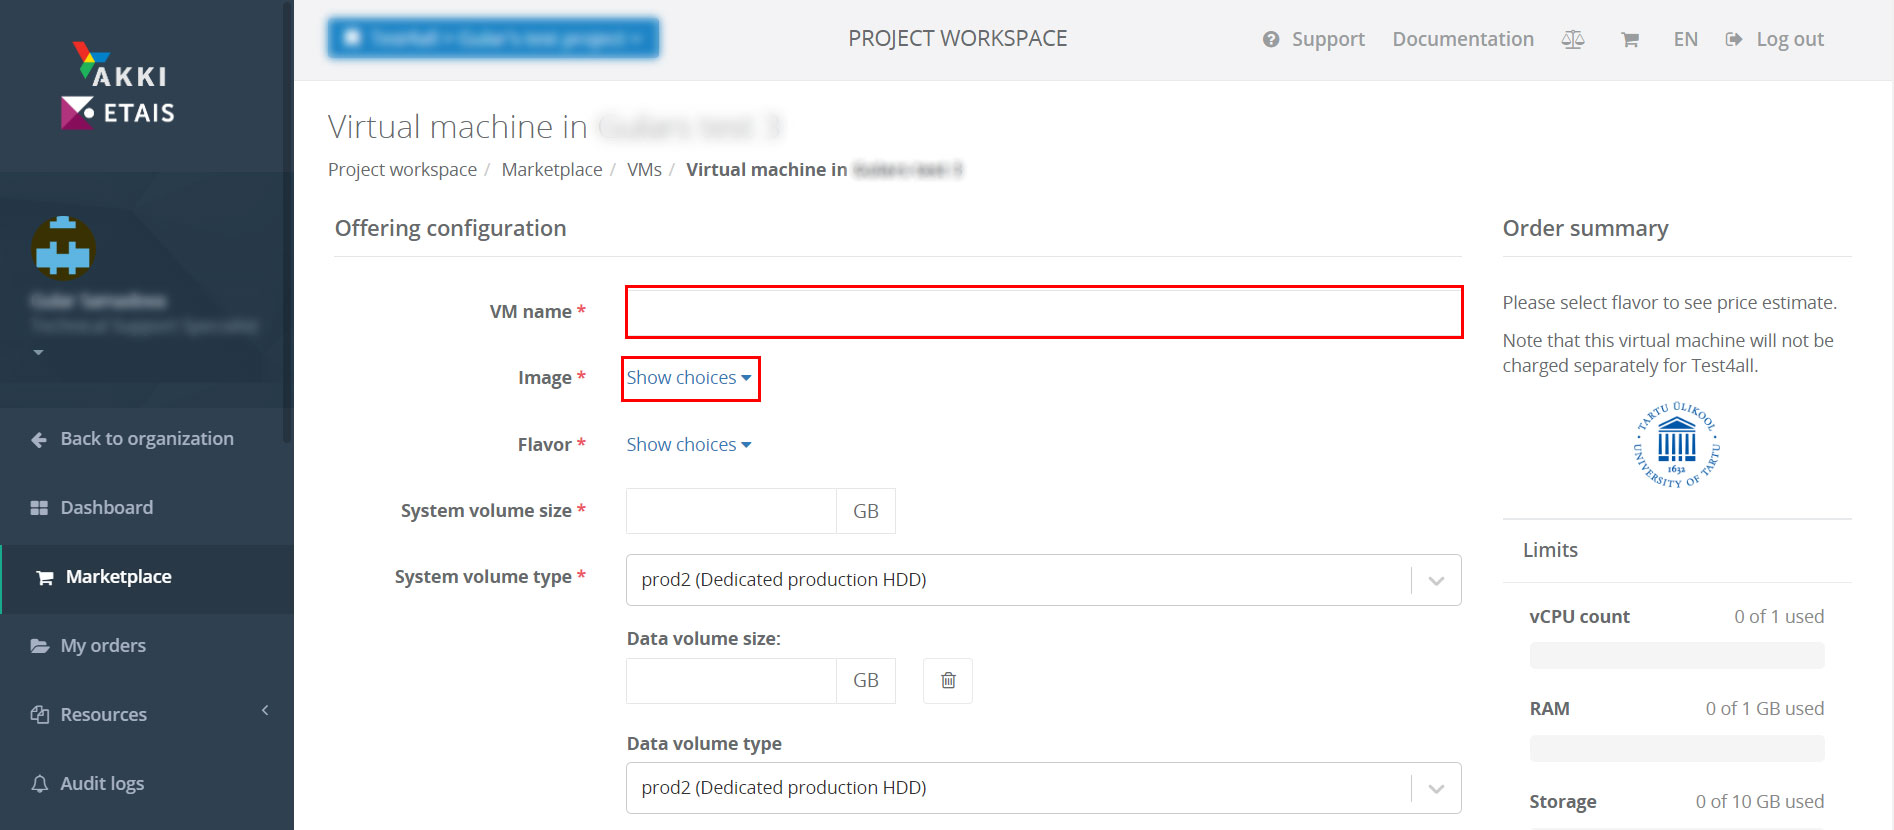 AKKI
ETAIS
PROJECT WORKSPACE
Support
Documentation
EN
Log out
Virtual machine in
Project workspace / Marketplace / VMs / Virtual machine in
Offering configuration
VM name *
Image *
Show choices
Flavor *
Show choices
System volume size *
GB
System volume type *
prod2 (Dedicated production HDD)
Data volume size:
GB
Data volume type
prod2 (Dedicated production HDD)
Order summary
Please select flavor to see price estimate.
Note that this virtual machine will not be
charged separately for Test4all.
TARTU ÜLIKOOL
1632
UNIVERSITY OF TARTU
Limits
vCPU count
0 of 1 used
RAM
0 of 1 GB used
Storage
0 of 10 GB used
Back to organization
Dashboard
Marketplace
My orders
Resources
Audit logs